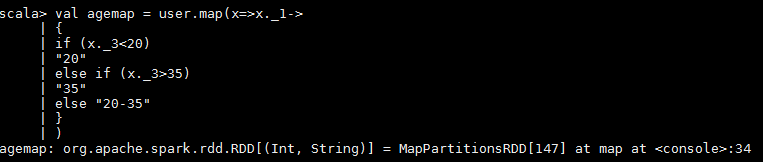 scala> val agemap = user.map(x=>x._1->
| {
| if (x._3<20)
| "20"
| else if (x._3>35)
| "35"
| else "20-35"
| }
| )
agemap: org.apache.spark.rdd.RDD[(Int, String)] = MapPartitionsRDD[147] at map at <console>:34